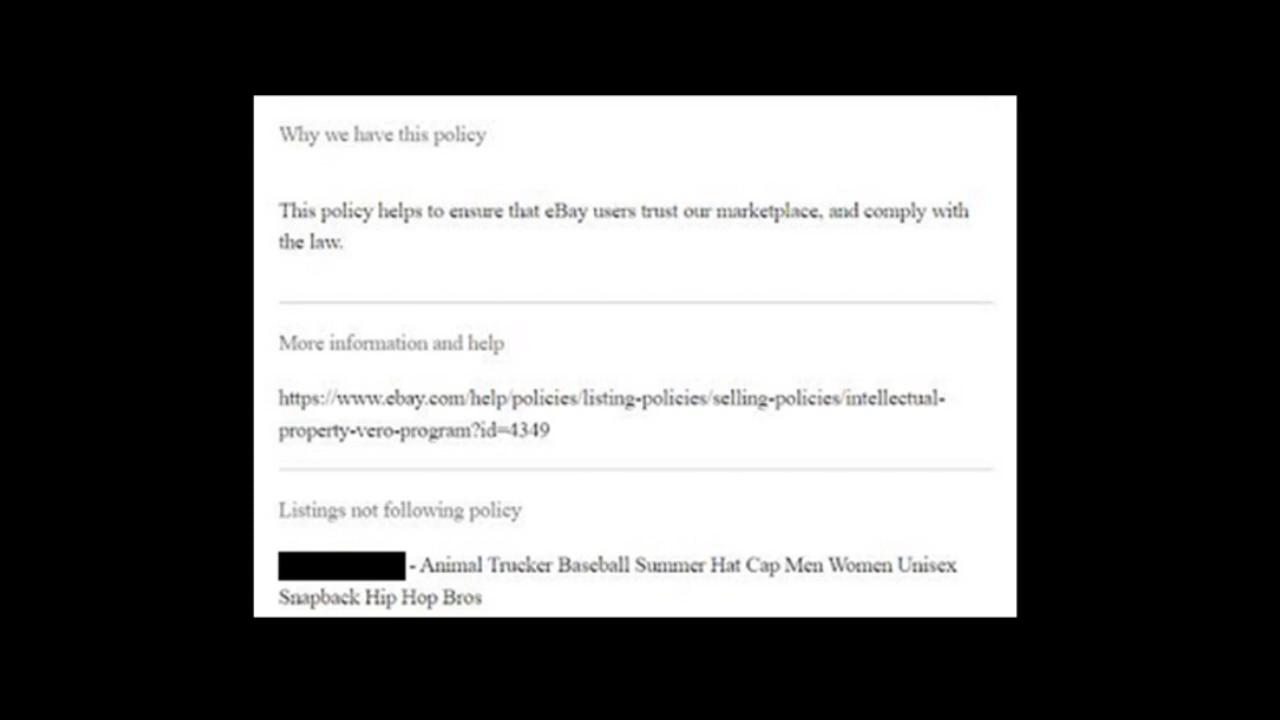 Why we have this policy
This policy helps to ensure that eBay users trust our marketplace, and comply with
the law.
More information and help
https://www.ebay.com/help/policies/listing-policies/selling-policies/intellectual-
property-vero-program?id=4349
Listings not following policy
- Animal Trucker Baseball Summer Hat Cap Men Women Unisex
Snapback Hip Hop Bros